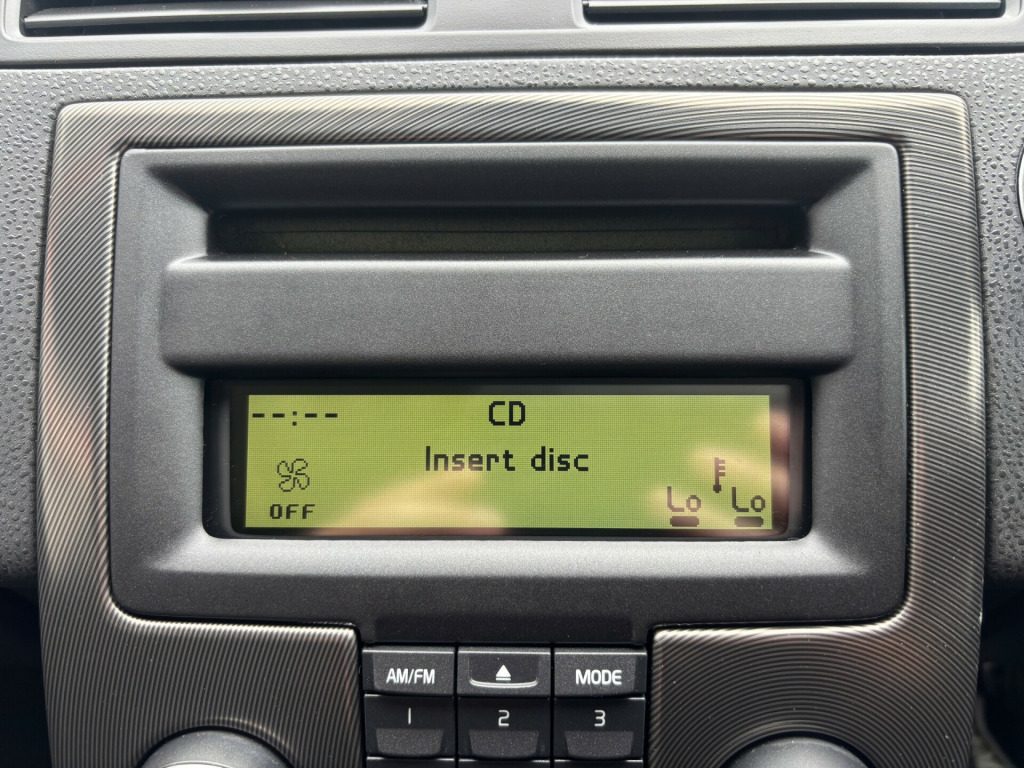 --:--
CD
Insert disc
OFF
Lo Lo
AM/FM
MODE
1
2
3